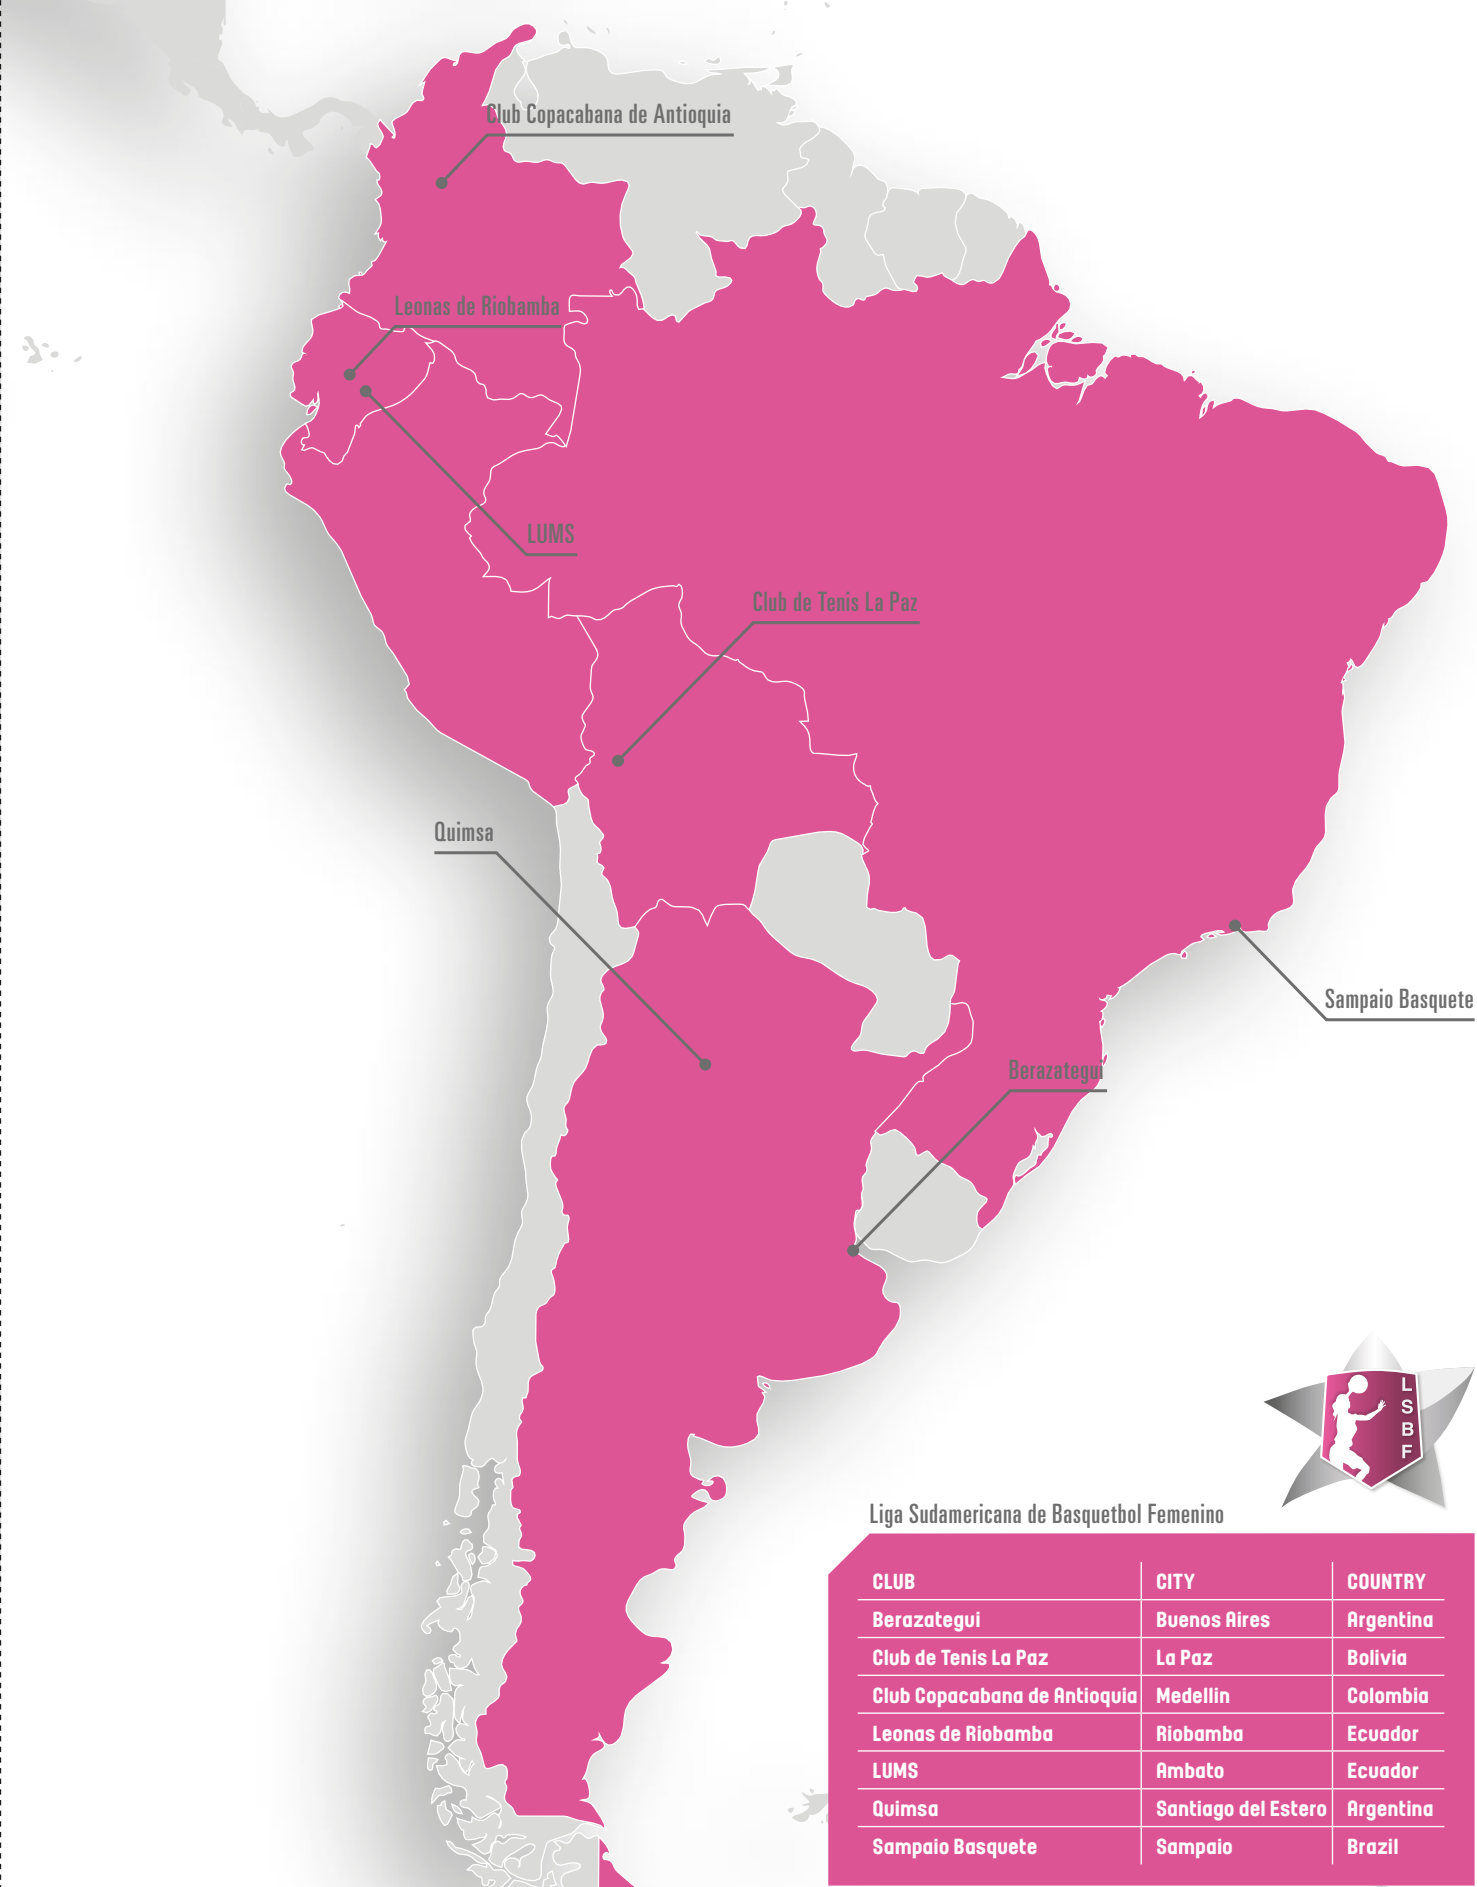 Club Copacabana de Antioquia
Leonas de Riobamba
LUMS
Club de Tenis La Paz
Quimsa
Sampaio Basquete
Berazategui
L
S
B
F
Liga Sudamericana de Basquetbol Femenino
CLUB CITY COUNTRY
Berazategui Buenos Aires Argentina
Club de Tenis La Paz La Paz Bolivia
Club Copacabana de Antioquia Medellin Colombia
Leonas de Riobamba Riobamba Ecuador
LUMS Ambato Ecuador
Quimsa Santiago del Estero Argentina
Sampaio Basquete Sampaio Brazil